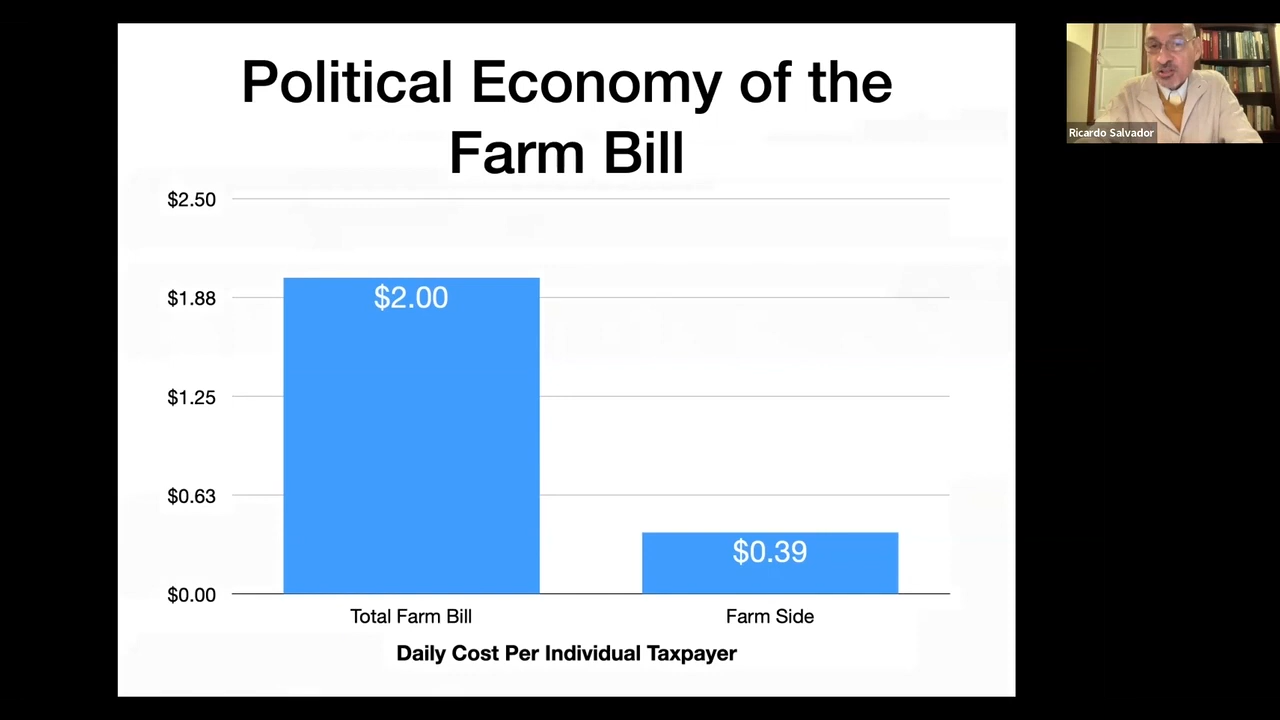 Political Economy of the
Farm Bill
$2.50
$1.88
$1.25
$0.63
$0.00
$2.00
$0.39
Total Farm Bill
Farm Side
Daily Cost Per Individual Taxpayer
Ricardo Salvador